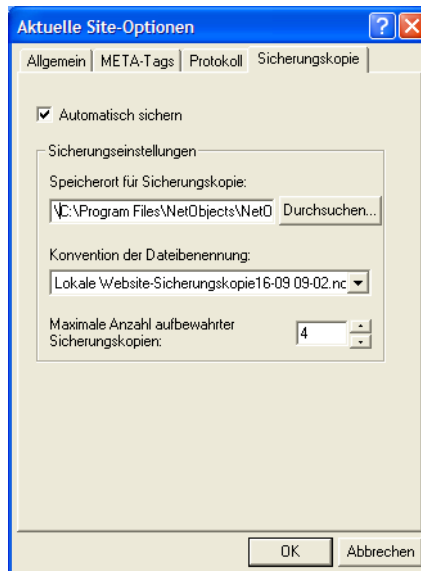 Aktuelle Site-Optionen
Allgemein META-Tags Protokoll Sicherungskopie
Automatisch sichern
Sicherungseinstellungen
Speicherort für Sicherungskopie:
\C:\Program Files\NetObjects\NetO Durchsuchen...
Konvention der Dateibenennung:
Lokale Website-Sicherungskopie16-09 09-02.nc
Maximale Anzahl aufbewahrter
Sicherungskopien:
4
OK Abbrechen